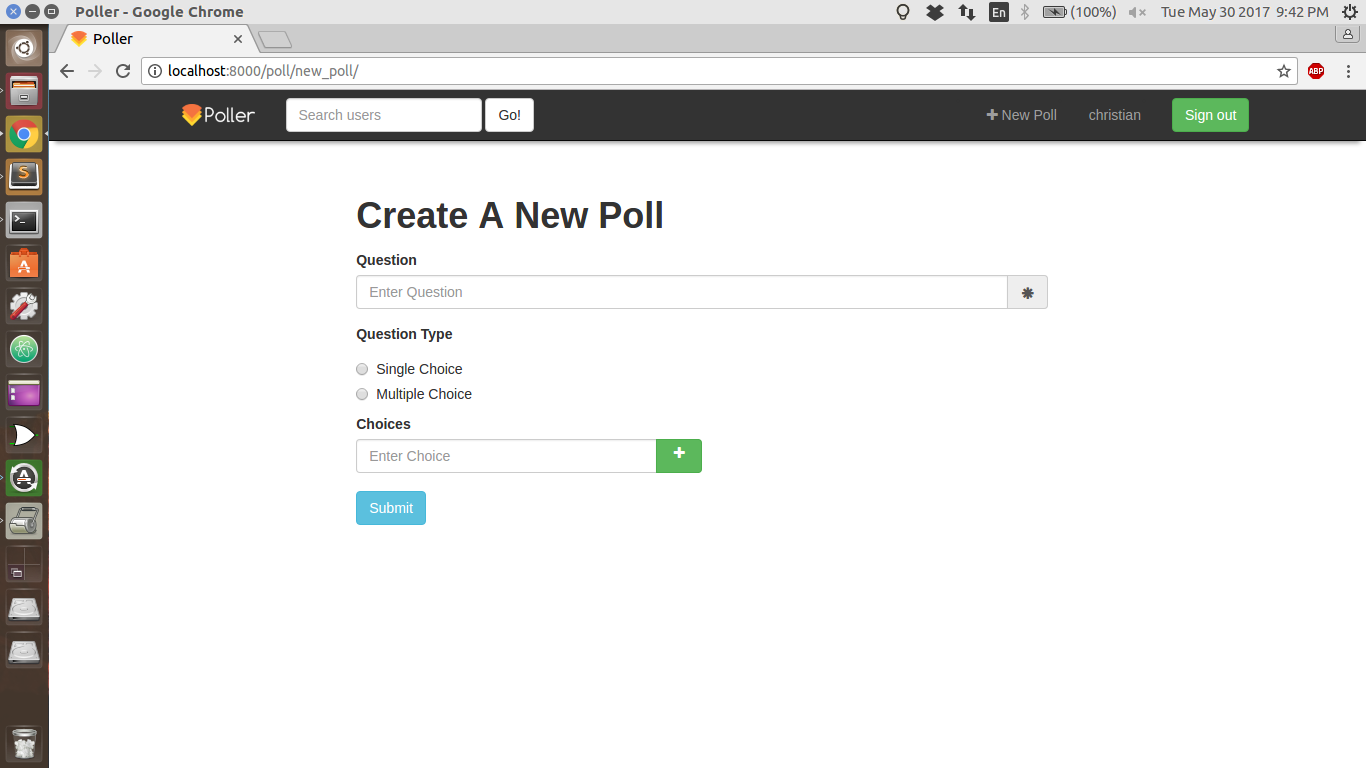 Poller - Google Chrome
En
(100%)
Tue May 30 2017 9:42 PM
Poller
localhost:8000/poll/new_poll/
ABP
Poller
Search users
Go!
New Poll
christian
Sign out
Create A New Poll
Question
Enter Question
Question Type
Single Choice
Multiple Choice
Choices
Enter Choice
Submit